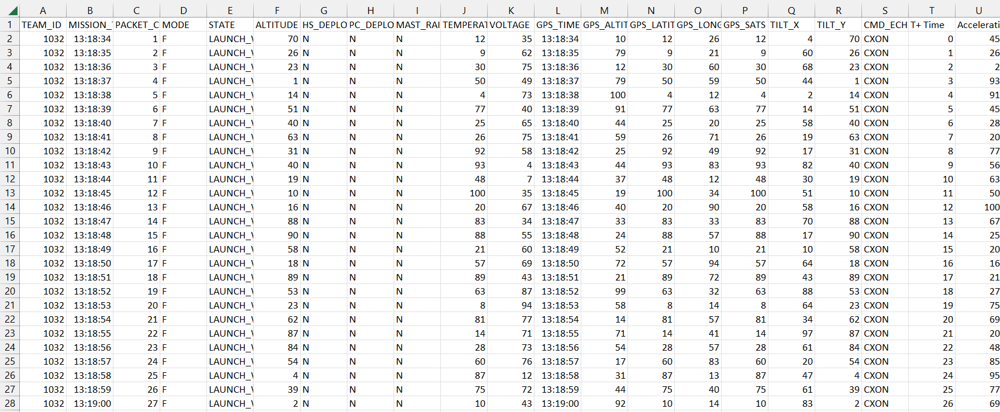 A B C D E F G H I J K L M N O P Q R S T U
1 TEAM_ID MISSION_T PACKET_C MODE STATE ALTITUDE HS_DEPLO PC_DEPLO MAST_RAI TEMPERAT VOLTAGE GPS_TIME GPS_ALTIT GPS_LATIT GPS_LONG GPS_SATS TILT_X TILT_Y CMD_ECH T+ Time Accelerati
2 1032 13:18:34 1 F LAUNCH_W 70 N N N 12 35 13:18:34 10 12 26 12 4 70 CXON 0 45
3 1032 13:18:35 2 F LAUNCH_W 26 N N N 9 62 13:18:35 79 9 21 9 60 26 CXON 1 26
4 1032 13:18:36 3 F LAUNCH_W 23 N N N 30 75 13:18:36 12 30 60 30 68 23 CXON 2 2
5 1032 13:18:37 4 F LAUNCH_W 1 N N N 50 49 13:18:37 79 50 59 50 44 1 CXON 3 93
6 1032 13:18:38 5 F LAUNCH_W 14 N N N 4 73 13:18:38 100 4 12 4 2 14 CXON 4 91
7 1032 13:18:39 6 F LAUNCH_W 51 N N N 77 40 13:18:39 91 77 63 77 14 51 CXON 5 45
8 1032 13:18:40 7 F LAUNCH_W 40 N N N 25 65 13:18:40 44 25 20 25 58 40 CXON 6 28
9 1032 13:18:41 8 F LAUNCH_W 63 N N N 26 75 13:18:41 59 26 71 26 19 63 CXON 7 20
10 1032 13:18:42 9 F LAUNCH_W 31 N N N 92 58 13:18:42 25 92 49 92 17 31 CXON 8 77
11 1032 13:18:43 10 F LAUNCH_W 40 N N N 93 4 13:18:43 44 93 83 93 82 40 CXON 9 56
12 1032 13:18:44 11 F LAUNCH_W 19 N N N 48 7 13:18:44 37 48 12 48 30 19 CXON 10 63
13 1032 13:18:45 12 F LAUNCH_W 10 N N N 100 35 13:18:45 19 100 34 100 51 10 CXON 11 50
14 1032 13:18:46 13 F LAUNCH_W 16 N N N 20 67 13:18:46 40 20 90 20 58 16 CXON 12 100
15 1032 13:18:47 14 F LAUNCH_W 88 N N N 83 34 13:18:47 33 83 33 83 70 88 CXON 13 67
16 1032 13:18:48 15 F LAUNCH_W 90 N N N 88 55 13:18:48 24 88 57 88 17 90 CXON 14 25
17 1032 13:18:49 16 F LAUNCH_W 58 N N N 21 60 13:18:49 52 21 10 21 10 58 CXON 15 20
18 1032 13:18:50 17 F LAUNCH_W 18 N N N 57 69 13:18:50 72 57 94 57 64 18 CXON 16 16
19 1032 13:18:51 18 F LAUNCH_W 89 N N N 89 43 13:18:51 21 89 72 89 43 89 CXON 17 21
20 1032 13:18:52 19 F LAUNCH_W 53 N N N 63 87 13:18:52 99 63 32 63 88 53 CXON 18 27
21 1032 13:18:53 20 F LAUNCH_W 23 N N N 8 94 13:18:53 58 8 14 8 64 23 CXON 19 75
22 1032 13:18:54 21 F LAUNCH_W 62 N N N 81 77 13:18:54 14 81 57 81 34 62 CXON 20 69
23 1032 13:18:55 22 F LAUNCH_W 87 N N N 14 71 13:18:55 71 14 41 14 97 87 CXON 21 20
24 1032 13:18:56 23 F LAUNCH_W 84 N N N 28 73 13:18:56 54 28 57 28 61 84 CXON 22 48
25 1032 13:18:57 24 F LAUNCH_W 54 N N N 60 76 13:18:57 17 60 83 60 20 54 CXON 23 85
26 1032 13:18:58 25 F LAUNCH_W 4 N N N 87 12 13:18:58 31 87 13 87 47 4 CXON 24 95
27 1032 13:18:59 26 F LAUNCH_W 39 N N N 75 72 13:18:59 44 75 40 75 61 39 CXON 25 77
28 1032 13:19:00 27 F LAUNCH_W 2 N N N 10 43 13:19:00 92 10 14 10 83 2 CXON 26 69